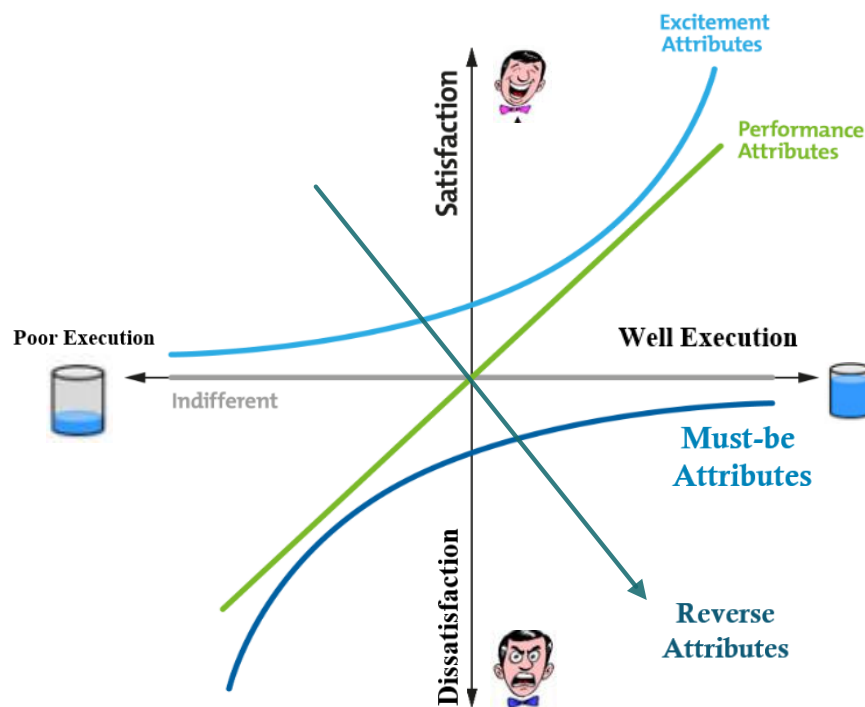 Excitement
Attributes
Satisfaction
Performance
Attributes
Poor Execution
Well Execution
Indifferent
Must-be
Attributes
Dissatisfaction
Reverse
Attributes